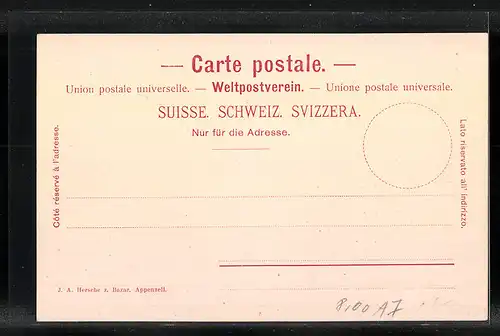 — Carte postale. —
Union postale universelle. — Weltpostverein. — Unione postale universale.
SUISSE. SCHWEIZ. SVIZZERA.
Nur für die Adresse.
Côté réservé à l'adresse.
Lato riservato all' indirizzo.
J. A. Hersche z. Bazar, Appenzell.
8,00 A7